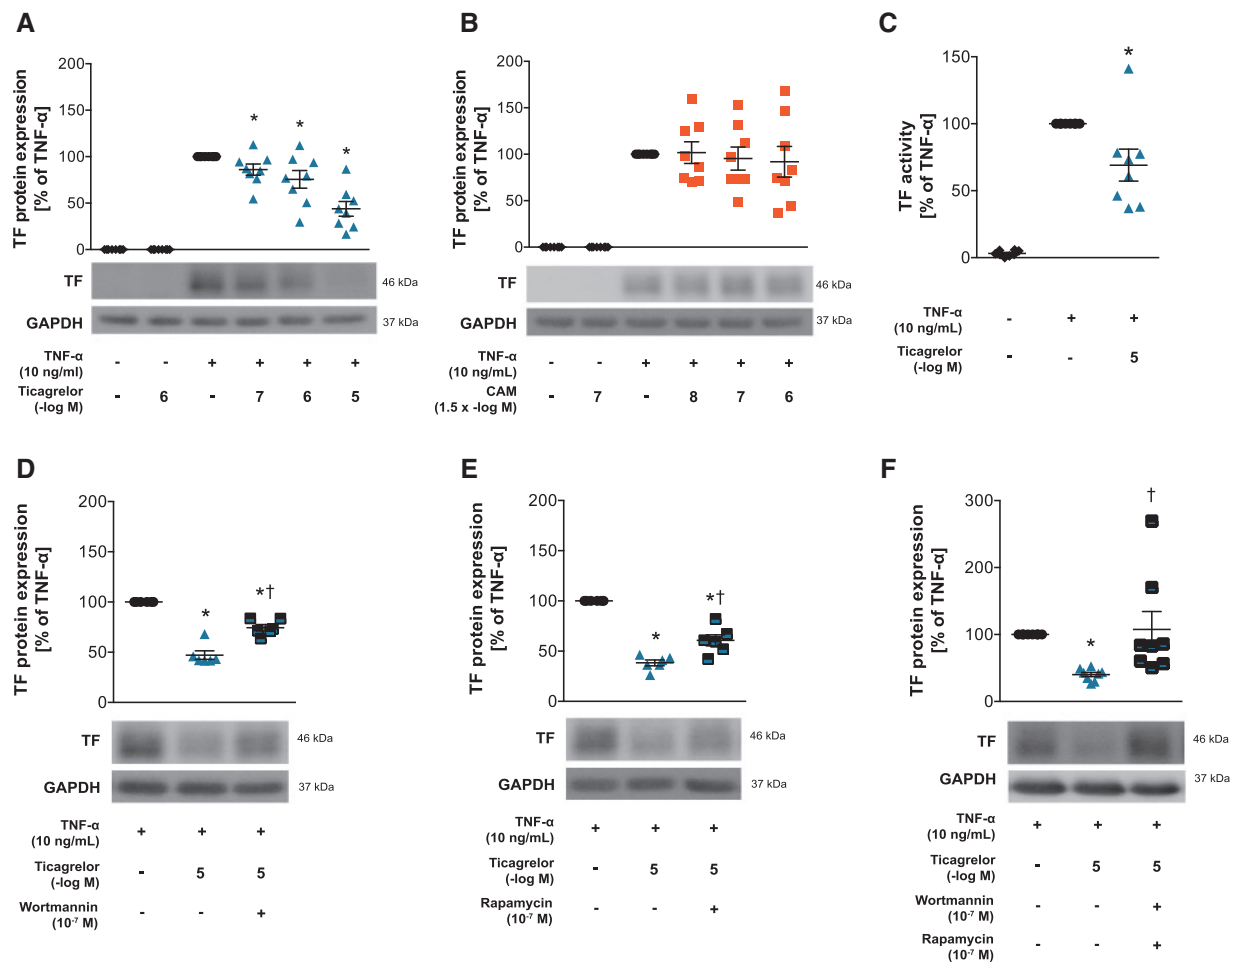 A
TF protein expression
[% of TNF-α]
200
150
100
50
0
*
*
*
TF
46 kDa
GAPDH
37 kDa
TNF-α
(10 ng/ml)
- - + + + +
Ticagrelor
(-log M)
- 6 - 7 6 5
B
TF protein expression
[% of TNF-α]
200
150
100
50
0
TF
46 kDa
GAPDH
37 kDa
TNF-α
(10 ng/mL)
- - + + + +
CAM
(1.5 x -log M)
- 7 - 8 7 6
C
TF activity
[% of TNF-α]
150
100
50
0
*
TNF-α
(10 ng/mL)
- + +
Ticagrelor
(-log M)
- - 5
D
TF protein expression
[% of TNF-α]
200
150
100
50
0
*
*†
TF
46 kDa
GAPDH
37 kDa
TNF-α
(10 ng/mL)
+ + +
Ticagrelor
(-log M)
- 5 5
Wortmannin
(10⁻⁷ M)
- - +
E
TF protein expression
[% of TNF-α]
200
150
100
50
0
*
*†
TF
46 kDa
GAPDH
37 kDa
TNF-α
(10 ng/mL)
+ + +
Ticagrelor
(-log M)
- 5 5
Rapamycin
(10⁻⁷ M)
- - +
F
TF protein expression
[% of TNF-α]
300
200
100
0
*
†
TF
46 kDa
GAPDH
37 kDa
TNF-α
(10 ng/mL)
+ + +
Ticagrelor
(-log M)
- 5 5
Wortmannin
(10⁻⁷ M)
- - +
Rapamycin
(10⁻⁷ M)
- - +